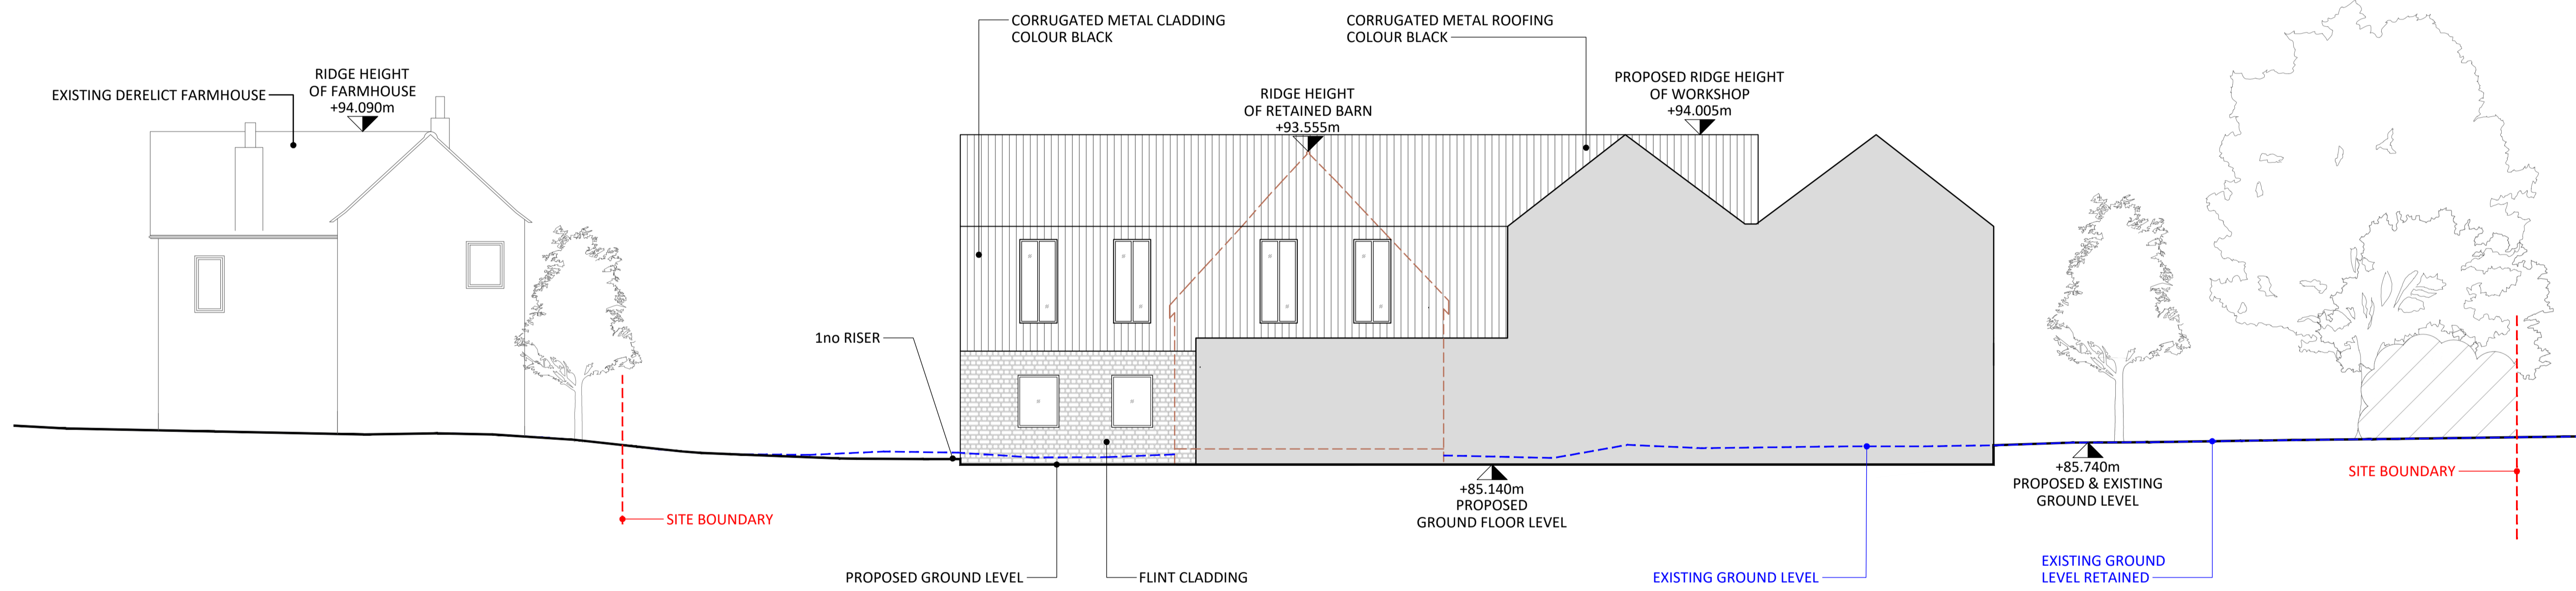 CORRUGATED METAL CLADDING
COLOUR BLACK
CORRUGATED METAL ROOFING
COLOUR BLACK
EXISTING DERELICT FARMHOUSE
RIDGE HEIGHT
OF FARMHOUSE
+94.090m
RIDGE HEIGHT
OF RETAINED BARN
+93.555m
PROPOSED RIDGE HEIGHT
OF WORKSHOP
+94.005m
1no RISER
SITE BOUNDARY
+85.140m
PROPOSED
GROUND FLOOR LEVEL
+85.740m
PROPOSED & EXISTING
GROUND LEVEL
SITE BOUNDARY
PROPOSED GROUND LEVEL
FLINT CLADDING
EXISTING GROUND LEVEL
EXISTING GROUND
LEVEL RETAINED